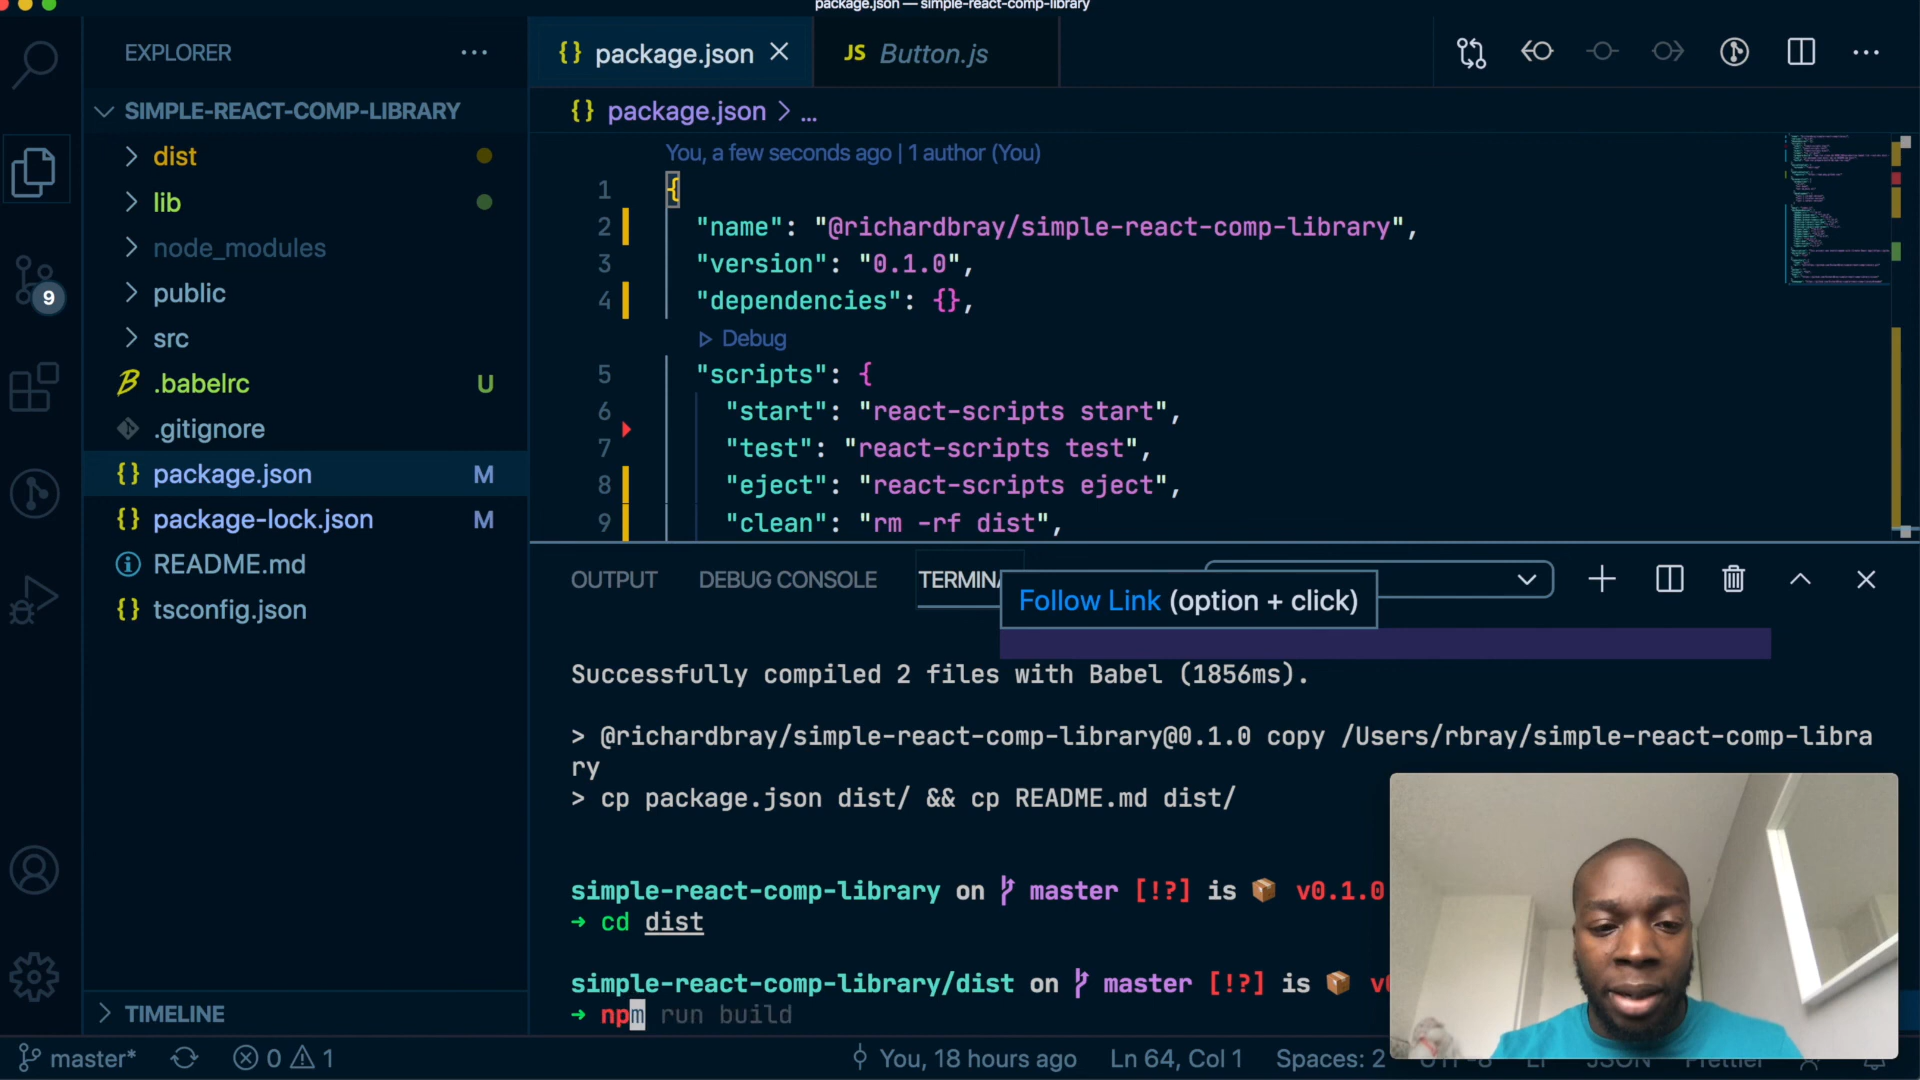 package.json — simple-react-comp-library
EXPLORER
SIMPLE-REACT-COMP-LIBRARY
dist
lib
node_modules
public
src
.babelrc U
.gitignore
package.json M
package-lock.json M
README.md
tsconfig.json
TIMELINE
9
{} package.json
JS Button.js
{} package.json > ...
You, a few seconds ago | 1 author (You)
1 {
2 "name": "@richardbray/simple-react-comp-library",
3 "version": "0.1.0",
4 "dependencies": {},
Debug
5 "scripts": {
6 "start": "react-scripts start",
7 "test": "react-scripts test",
8 "eject": "react-scripts eject",
9 "clean": "rm -rf dist",
OUTPUT DEBUG CONSOLE TERMINA
Follow Link (option + click)
Successfully compiled 2 files with Babel (1856ms).
> @richardbray/simple-react-comp-library@0.1.0 copy /Users/rbray/simple-react-comp-libra
ry
> cp package.json dist/ && cp README.md dist/
simple-react-comp-library on master [!?] is 📦 v0.1.0
→ cd dist
simple-react-comp-library/dist on master [!?] is 📦 v
→ npm run build
master* 0 1 You, 18 hours ago Ln 64, Col 1 Spaces: 2 UTF-8 LF JSON Prettier